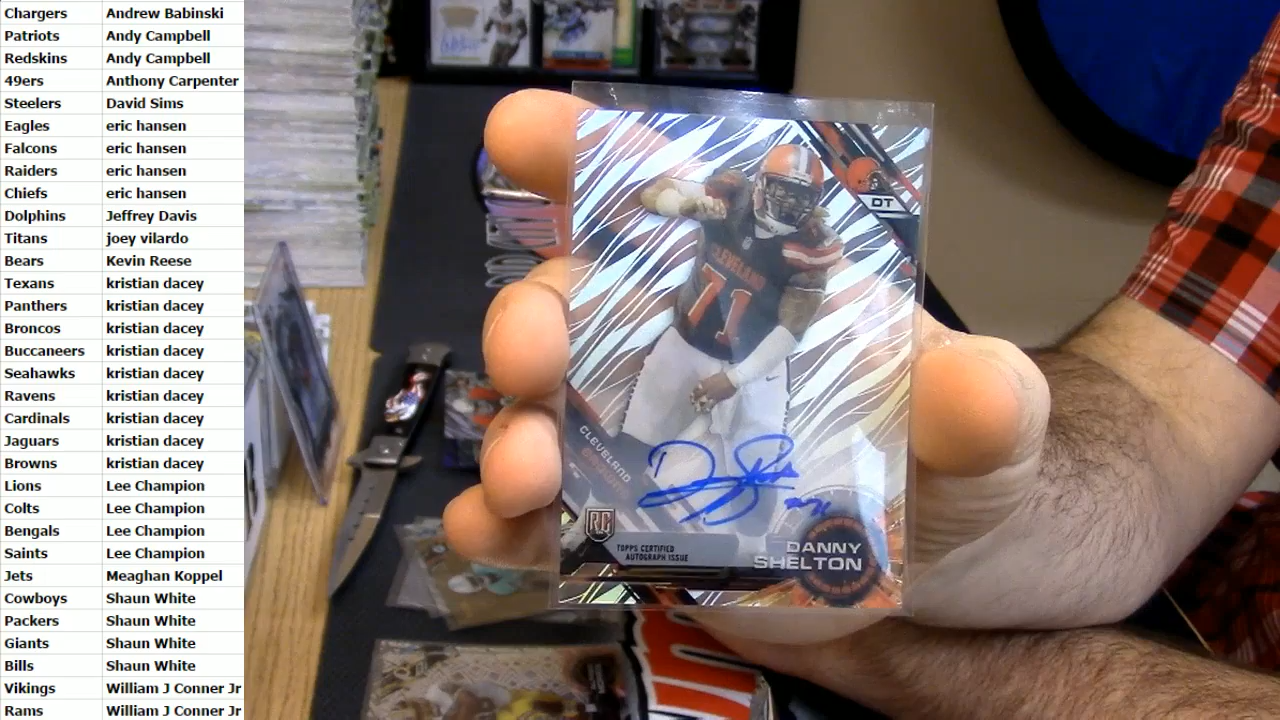 Chargers Andrew Babinski
Patriots Andy Campbell
Redskins Andy Campbell
49ers Anthony Carpenter
Steelers David Sims
Eagles eric hansen
Falcons eric hansen
Raiders eric hansen
Chiefs eric hansen
Dolphins Jeffrey Davis
Titans joey vilardo
Bears Kevin Reese
Texans kristian dacey
Panthers kristian dacey
Broncos kristian dacey
Buccaneers kristian dacey
Seahawks kristian dacey
Ravens kristian dacey
Cardinals kristian dacey
Jaguars kristian dacey
Browns kristian dacey
Lions Lee Champion
Colts Lee Champion
Bengals Lee Champion
Saints Lee Champion
Jets Meaghan Koppel
Cowboys Shaun White
Packers Shaun White
Giants Shaun White
Bills Shaun White
Vikings William J Conner Jr
Rams William J Conner Jr
DT
CLEVELAND
71
CLEVELAND
BROWNS
RC
TOPPS CERTIFIED
AUTOGRAPH ISSUE
DANNY
SHELTON